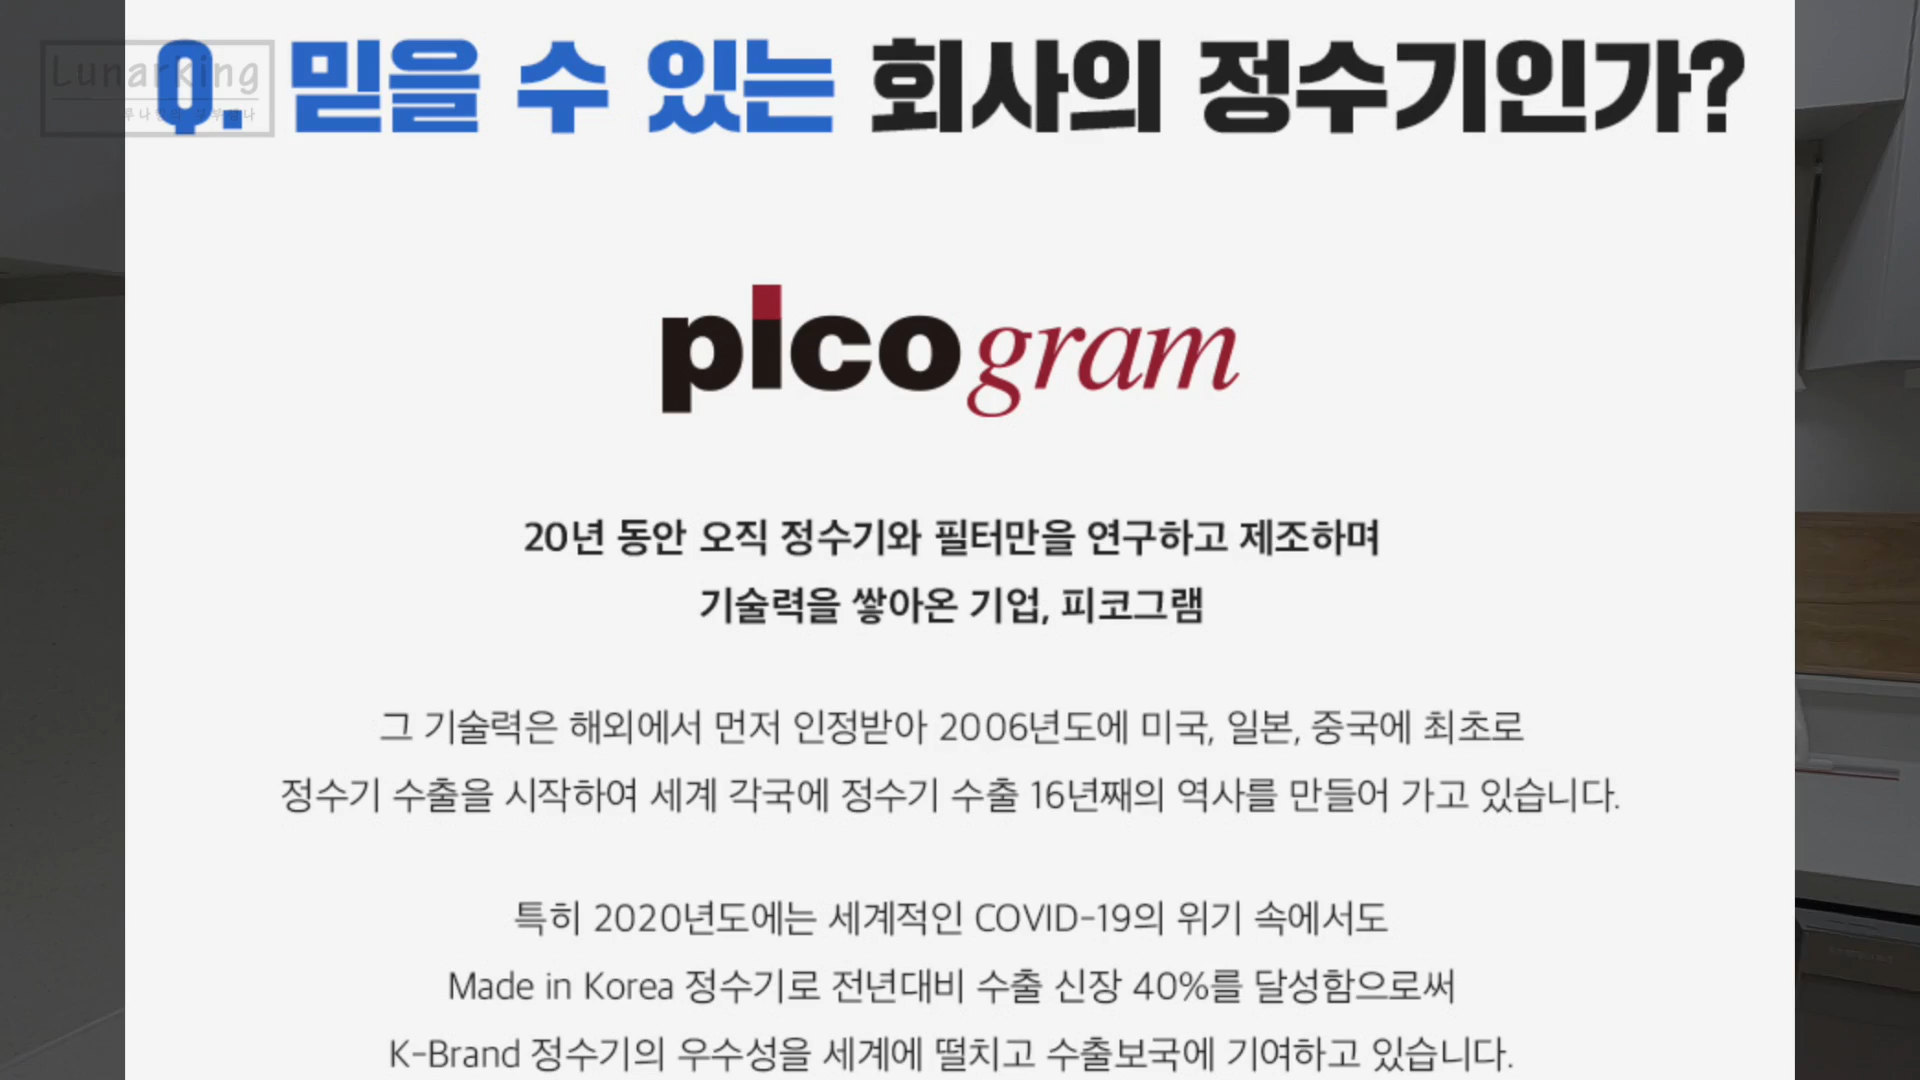 Lunarking
Q. 믿을 수 있는 회사의 정수기인가?
picogram
20년 동안 오직 정수기와 필터만을 연구하고 제조하며
기술력을 쌓아온 기업, 피코그램
그 기술력은 해외에서 먼저 인정받아 2006년도에 미국, 일본, 중국에 최초로
정수기 수출을 시작하여 세계 각국에 정수기 수출 16년째의 역사를 만들어 가고 있습니다.
특히 2020년도에는 세계적인 COVID-19의 위기 속에서도
Made in Korea 정수기로 전년대비 수출 신장 40%를 달성함으로써
K-Brand 정수기의 우수성을 세계에 떨치고 수출보국에 기여하고 있습니다.